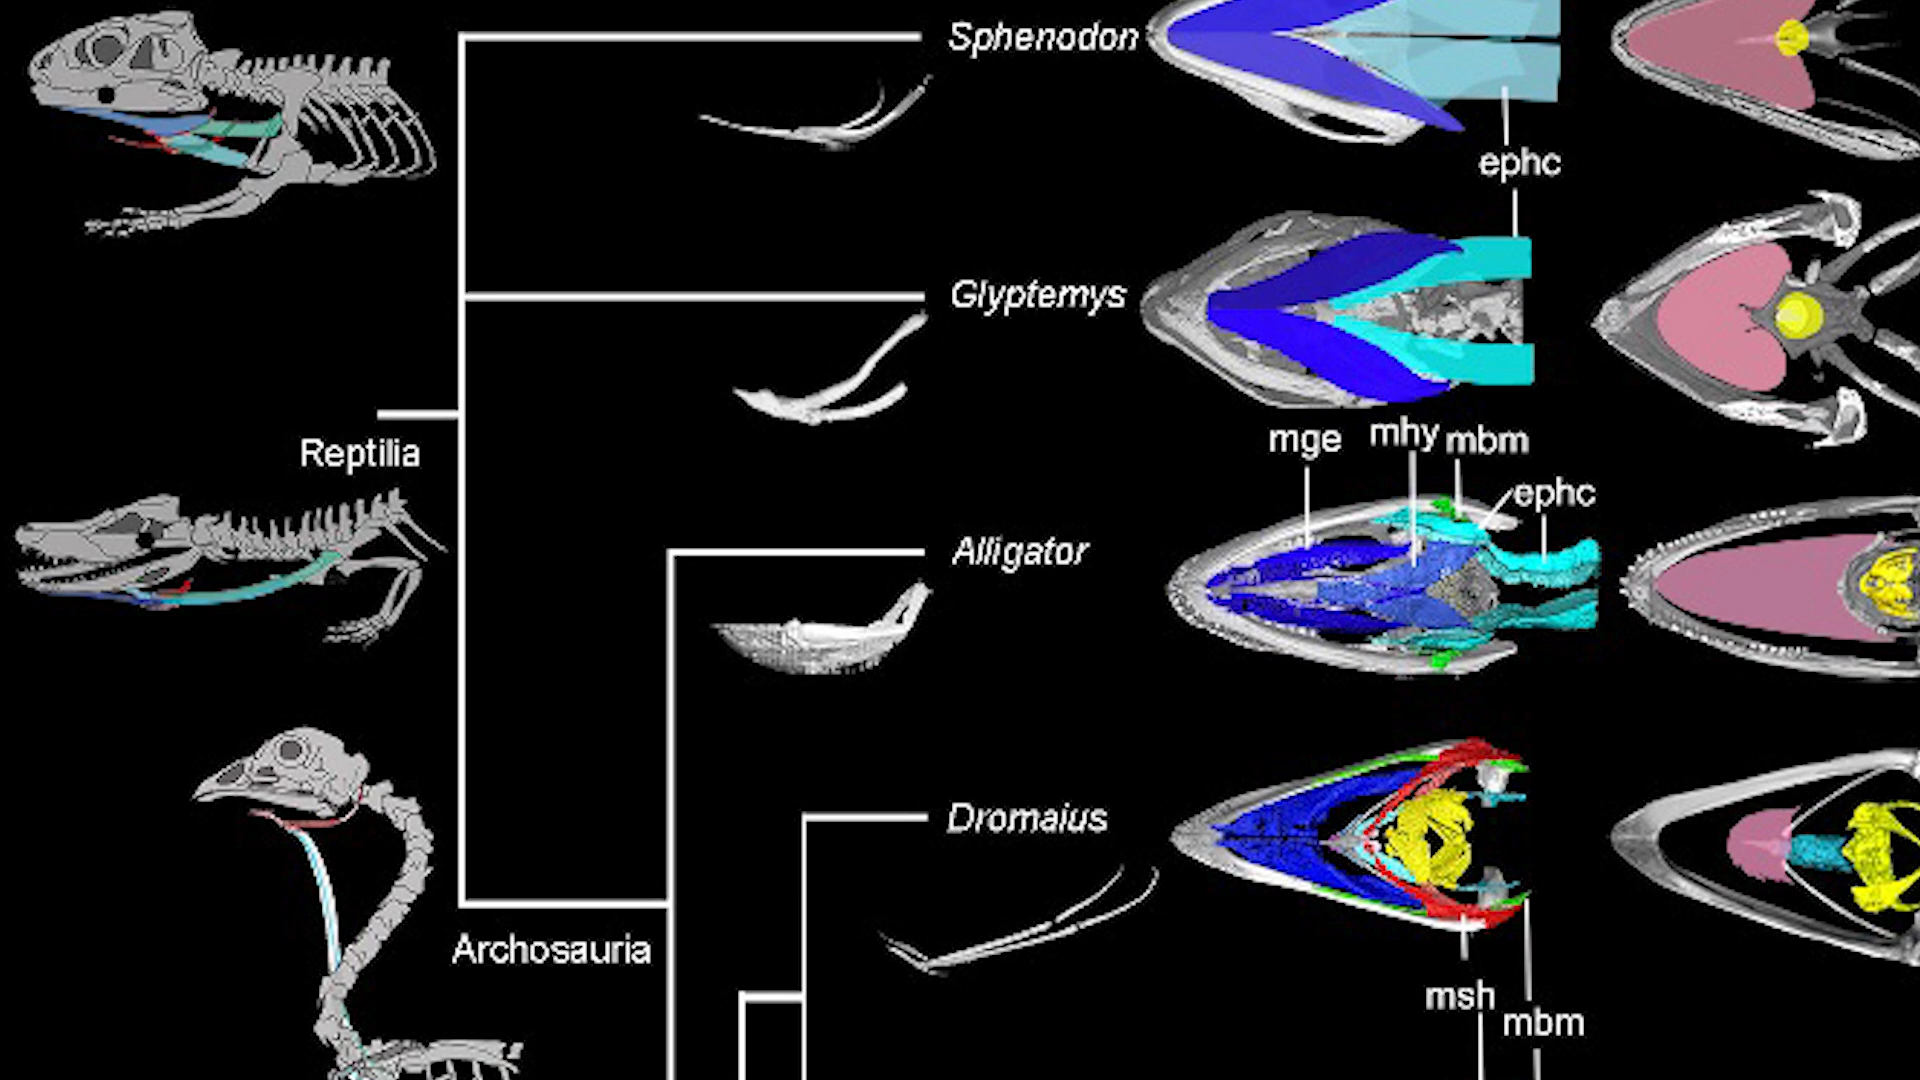 Sphenodon
ephc
Glyptemys
mge mhy mbm
Reptilia
ephc
Alligator
Dromaius
Archosauria
msh
mbm